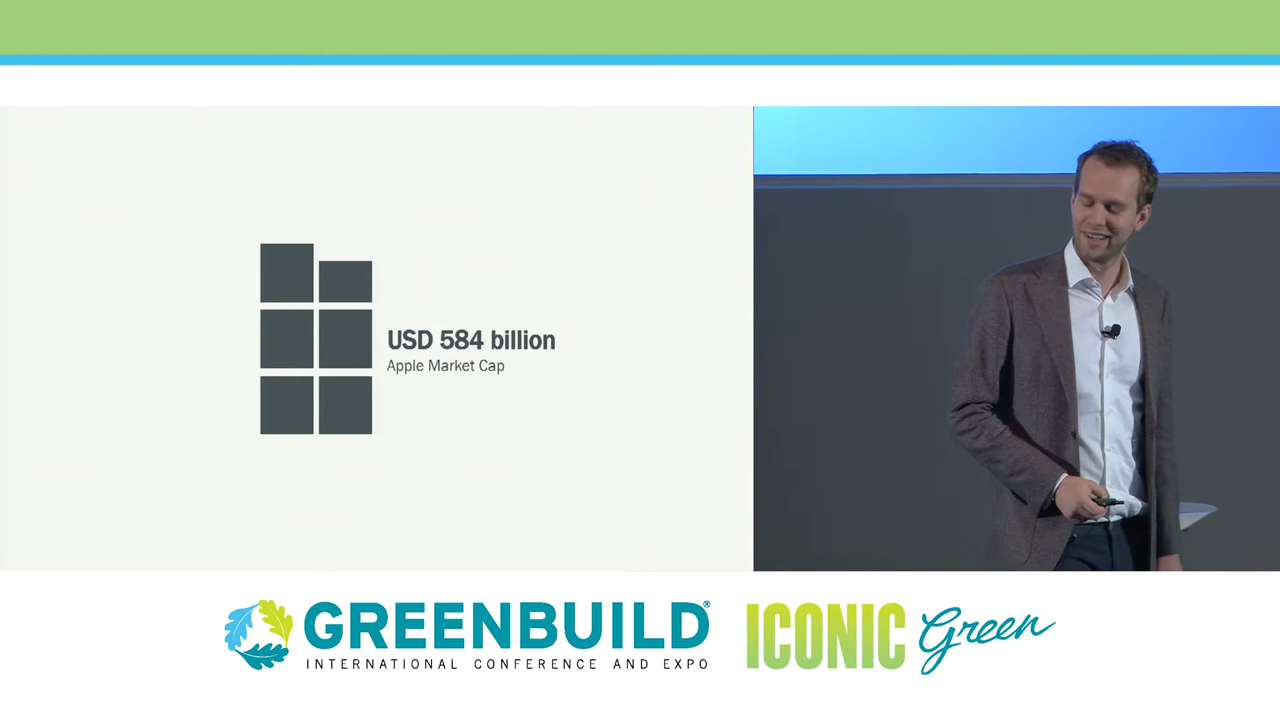 USD 584 billion
Apple Market Cap
GREENBUILD®
INTERNATIONAL CONFERENCE AND EXPO
ICONIC Green